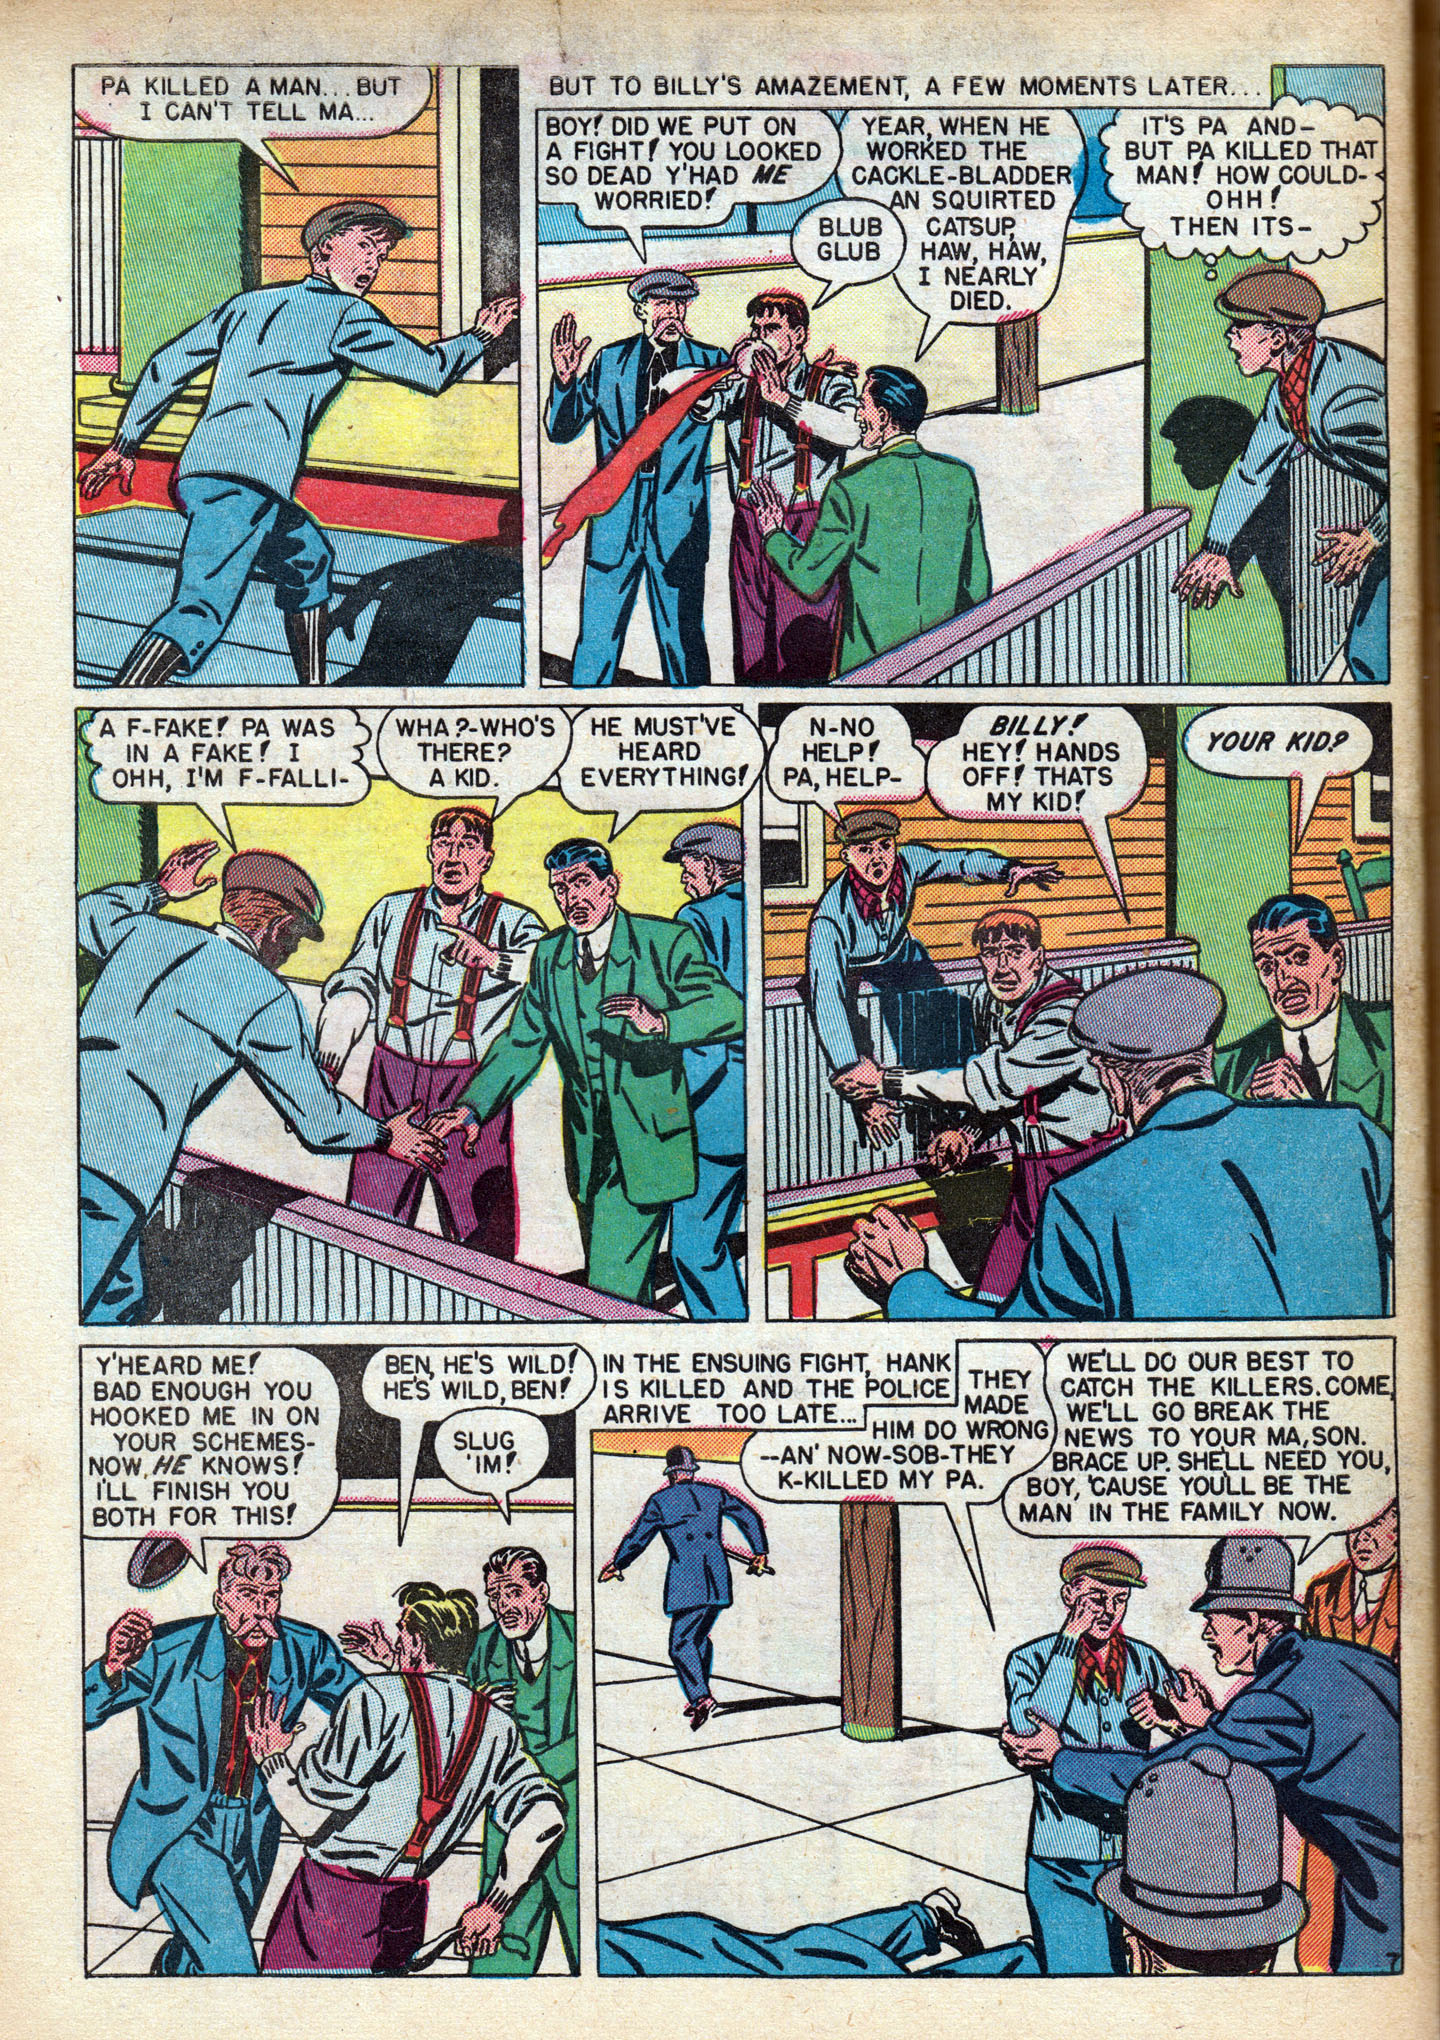 PA KILLED A MAN...BUT
I CAN'T TELL MA...
BUT TO BILLY'S AMAZEMENT, A FEW MOMENTS LATER...
BOY! DID WE PUT ON
A FIGHT! YOU LOOKED
SO DEAD Y'HAD ME
WORRIED!
BLUB
GLUB
YEAR, WHEN HE
WORKED THE
CACKLE-BLADDER
AN SQUIRTED
CATSUP,
HAW, HAW,
I NEARLY
DIED.
IT'S PA AND-
BUT PA KILLED THAT
MAN! HOW COULD-
OHH!
THEN ITS-
A F-FAKE! PA WAS
IN A FAKE! I
OHH, I'M F-FALLI-
WHA?-WHO'S
THERE?
A KID.
HE MUST'VE
HEARD
EVERYTHING!
N-NO
HELP!
PA, HELP-
BILLY!
HEY! HANDS
OFF! THATS
MY KID!
YOUR KID?
Y'HEARD ME!
BAD ENOUGH YOU
HOOKED ME IN ON
YOUR SCHEMES-
NOW, HE KNOWS!
I'LL FINISH YOU
BOTH FOR THIS!
BEN, HE'S WILD!
HE'S WILD, BEN!
SLUG
'IM!
IN THE ENSUING FIGHT, HANK
IS KILLED AND THE POLICE
ARRIVE TOO LATE...
THEY
MADE
HIM DO WRONG
--AN' NOW-SOB-THEY
K-KILLED MY PA.
WE'LL DO OUR BEST TO
CATCH THE KILLERS. COME,
WE'LL GO BREAK THE
NEWS TO YOUR MA, SON.
BRACE UP. SHE'LL NEED YOU,
BOY, 'CAUSE YOU'LL BE THE
MAN IN THE FAMILY NOW.
7